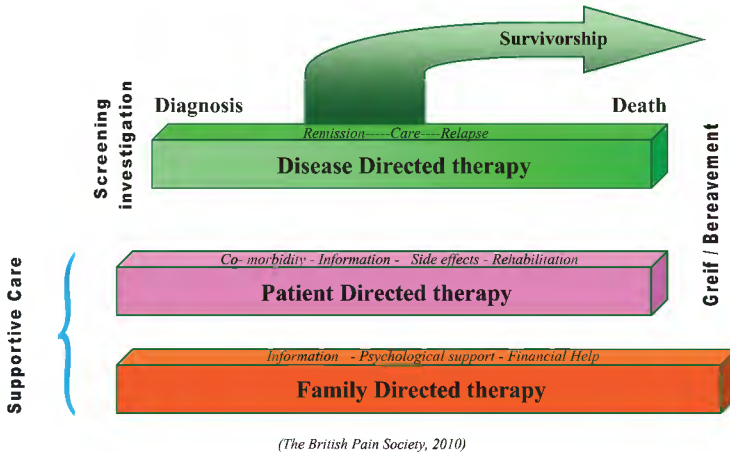 Survivorship
Screening
investigation
Diagnosis
Death
Remission-----Care----Relapse
Disease Directed therapy
Greif / Bereavement
Supportive Care
Co- morbidity - Information - Side effects - Rehabilitation
Patient Directed therapy
Information - Psychological support - Financial Help
Family Directed therapy
(The British Pain Society, 2010)